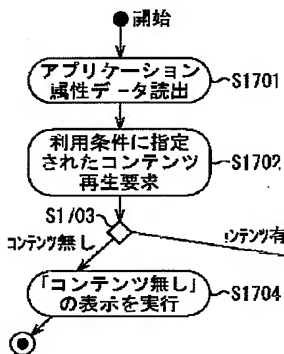 開始
アプリケーション
属性データ読出
S1701
利用条件に指定
されたコンテンツ
再生要求
S1702
S1703
コンテンツ無し
ンテンツ有
「コンテンツ無し」
の表示を実行
S1704